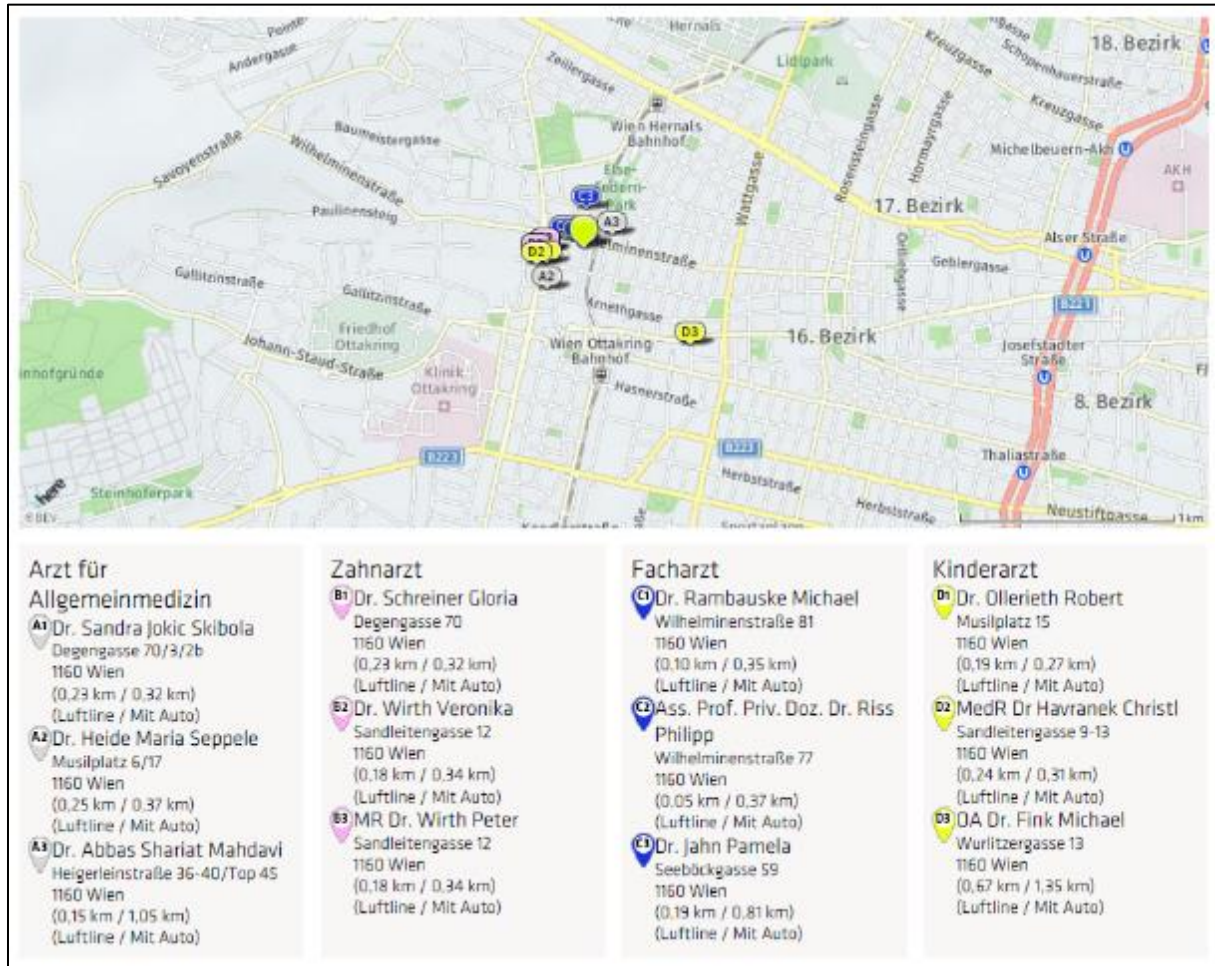 Hernals
18. Bezirk
Andergasse
Zeillergasse
Lidlpark
Kreuzgasse
Schopenhauerstraße
Kreuzgasse
Baumeistergasse
Wien Hernals
Bahnhof
Rosensteingasse
Hormayrgasse
Michelbeuern-Akh
AKH
Savoyenstraße
Wilhelminenstraße
Wattgasse
Park
C3
A3
17. Bezirk
Paulinensteig
Alser Straße
D2
A2
Geblergasse
Gallitzinstraße
Gallitzinstraße
B221
Arnethgasse
D3
16. Bezirk
Friedhof
Ottakring
Wien Ottakring
Bahnhof
Josefstädter
Straße
Johann-Staud-Straße
Klinik
Ottakring
Hasnerstraße
8. Bezirk
B223
B223
Thaliastraße
Herbststraße
Herbststraße
here
Steinhoferpark
©BEV
Neustiftgasse
1 km
Arzt für
Allgemeinmedizin
A1 Dr. Sandra Jokic Skibola
Degengasse 70/3/2b
1160 Wien
(0,23 km / 0,32 km)
(Luftline / Mit Auto)
A2 Dr. Heide Maria Seppele
Musilplatz 6/17
1160 Wien
(0,25 km / 0,37 km)
(Luftline / Mit Auto)
A3 Dr. Abbas Shariat Mahdavi
Heigerleinstraße 36-40/Top 45
1160 Wien
(0,15 km / 1,05 km)
(Luftline / Mit Auto)
Zahnarzt
B1 Dr. Schreiner Gloria
Degengasse 70
1160 Wien
(0,23 km / 0,32 km)
(Luftline / Mit Auto)
B2 Dr. Wirth Veronika
Sandleitengasse 12
1160 Wien
(0,18 km / 0,34 km)
(Luftline / Mit Auto)
B3 MR Dr. Wirth Peter
Sandleitengasse 12
1160 Wien
(0,18 km / 0,34 km)
(Luftline / Mit Auto)
Facharzt
C1 Dr. Rambauske Michael
Wilhelminenstraße 81
1160 Wien
(0,10 km / 0,35 km)
(Luftline / Mit Auto)
C2 Ass. Prof. Priv. Doz. Dr. Riss
Philipp
Wilhelminenstraße 77
1160 Wien
(0,05 km / 0,37 km)
(Luftline / Mit Auto)
C3 Dr. Jahn Pamela
Seeböckgasse 59
1160 Wien
(0,19 km / 0,81 km)
(Luftline / Mit Auto)
Kinderarzt
D1 Dr. Ollerieth Robert
Musilplatz 15
1160 Wien
(0,19 km / 0,27 km)
(Luftline / Mit Auto)
D2 MedR Dr Havranek Christl
Sandleitengasse 9-13
1160 Wien
(0,24 km / 0,31 km)
(Luftline / Mit Auto)
D3 OA Dr. Fink Michael
Wurlitzergasse 13
1160 Wien
(0,67 km / 1,35 km)
(Luftline / Mit Auto)